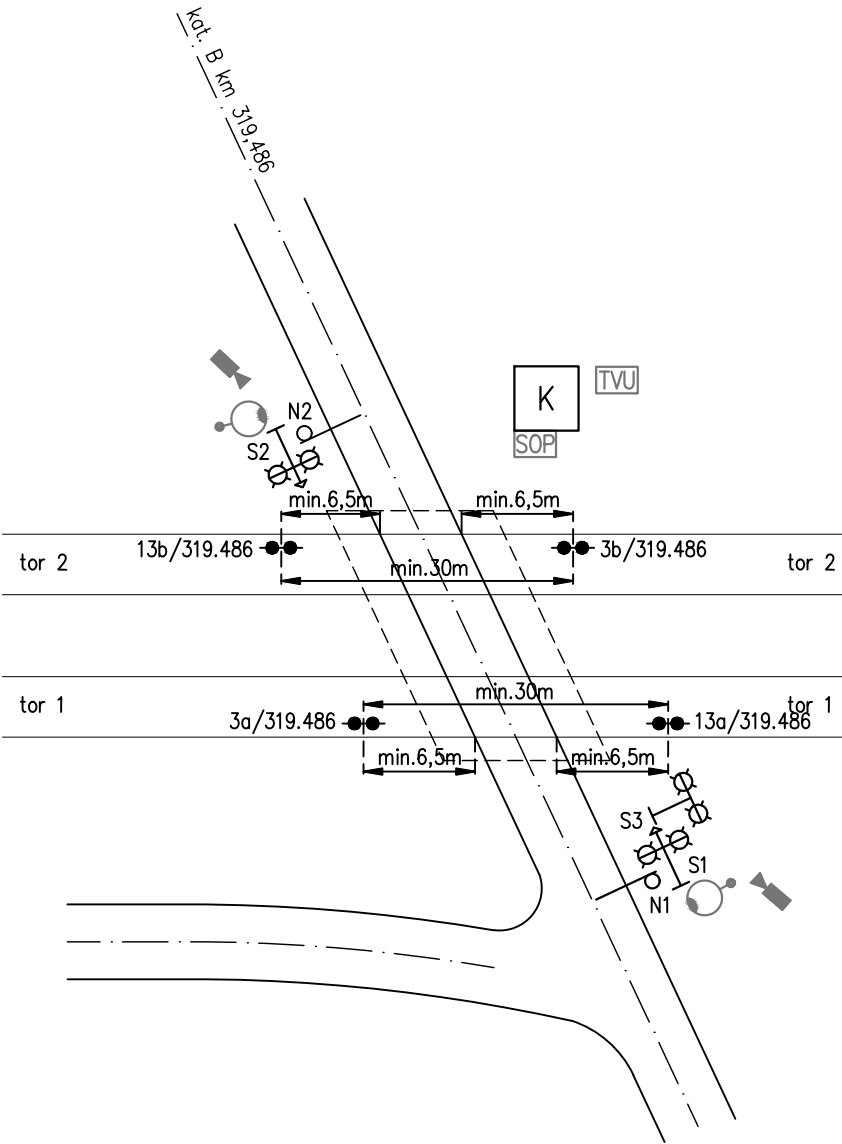 kat. B km 319,486
TVU
K
N2
SOP
S2
min.6,5m
min.6,5m
13b/319.486
3b/319.486
tor 2
tor 2
min.30m
min.30m
tor 1
tor 1
3a/319.486
13a/319.486
min.6,5m
min.6,5m
S3
S1
N1